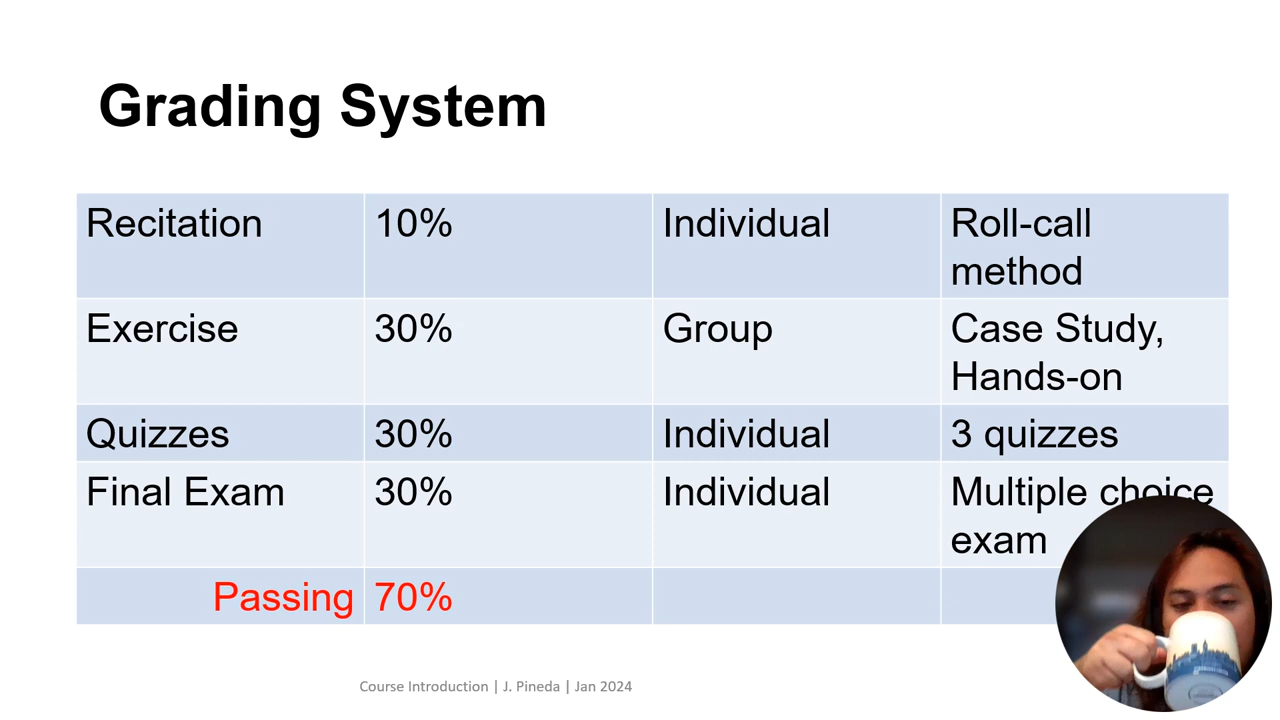 Grading System
Recitation 10% Individual Roll-call
method
Exercise 30% Group Case Study,
Hands-on
Quizzes 30% Individual 3 quizzes
Final Exam 30% Individual Multiple choice
exam
Passing 70%
Course Introduction | J. Pineda | Jan 2024